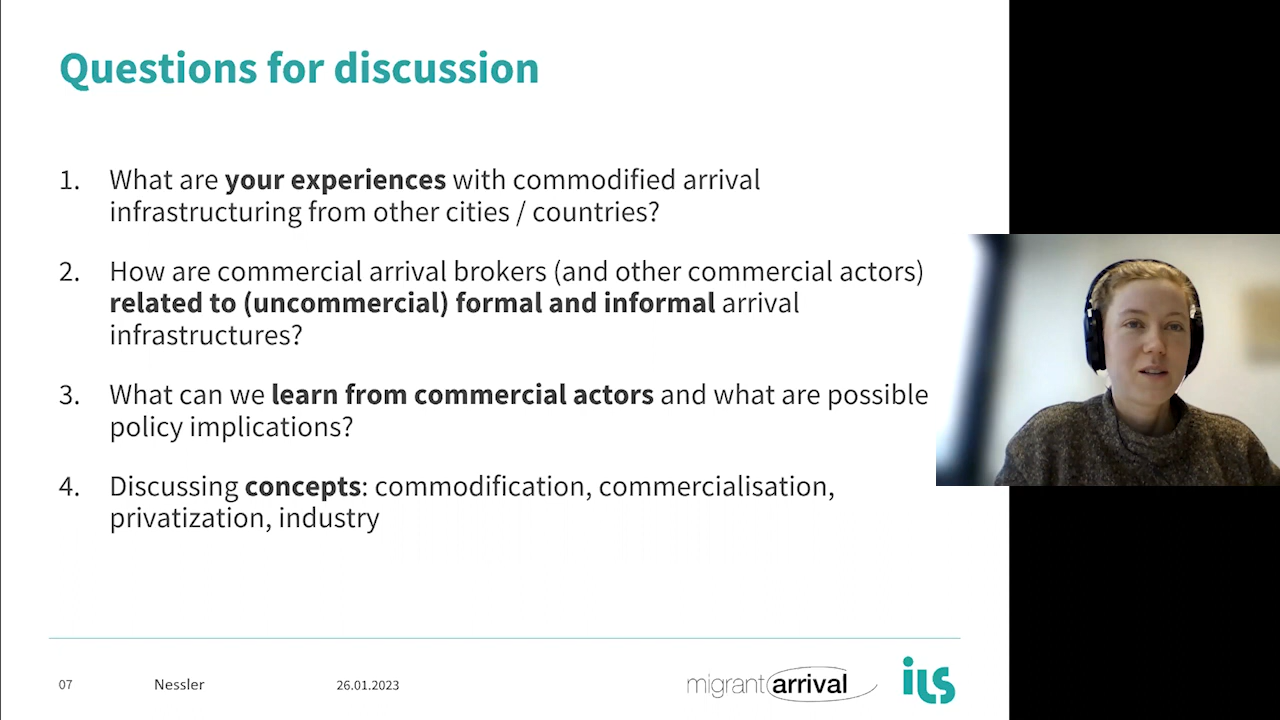 Questions for discussion
1. What are your experiences with commodified arrival
infrastructuring from other cities / countries?
2. How are commercial arrival brokers (and other commercial actors)
related to (uncommercial) formal and informal arrival
infrastructures?
3. What can we learn from commercial actors and what are possible
policy implications?
4. Discussing concepts: commodification, commercialisation,
privatization, industry
07 Nessler 26.01.2023 migrantarrival ils